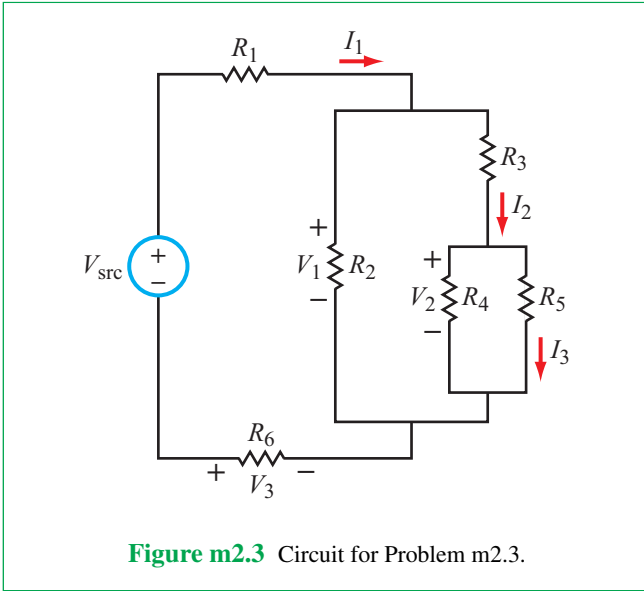 R1
I1
R3
I2
+
+
+
Vsrc
V1
R2
V2
R4
R5
−
−
−
I3
R6
+
−
V3
Figure m2.3 Circuit for Problem m2.3.